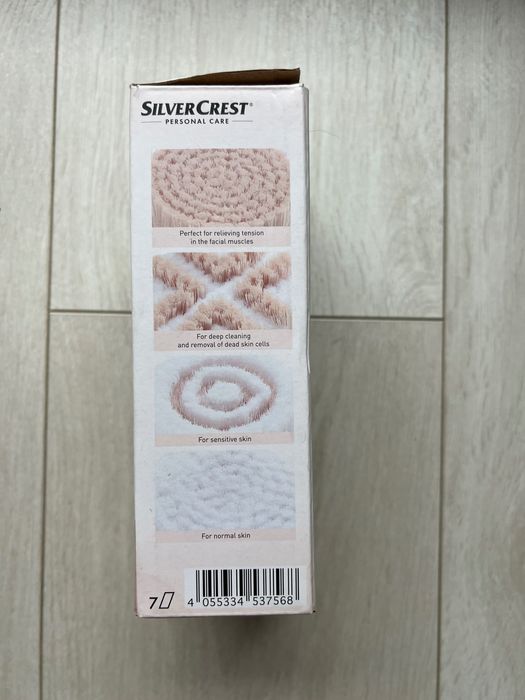 SILVERCREST®
PERSONAL CARE
Perfect for relieving tension
in the facial muscles
For deep cleaning
and removal of dead skin cells
For sensitive skin
For normal skin
7
4 055334 537568